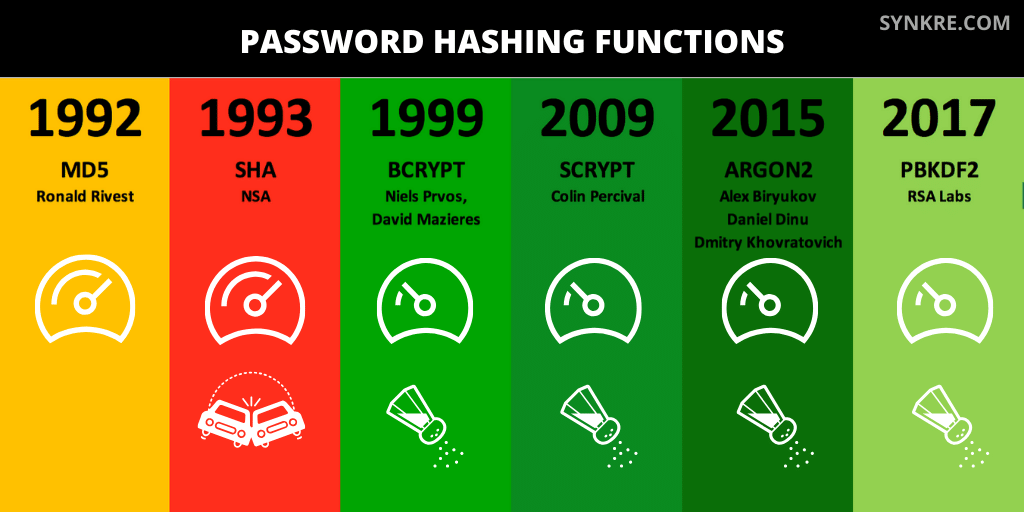 SYNKRE.COM
PASSWORD HASHING FUNCTIONS
1992
MD5
Ronald Rivest
1993
SHA
NSA
1999
BCRYPT
Niels Prvos,
David Mazieres
2009
SCRYPT
Colin Percival
2015
ARGON2
Alex Biryukov
Daniel Dinu
Dmitry Khovratovich
2017
PBKDF2
RSA Labs